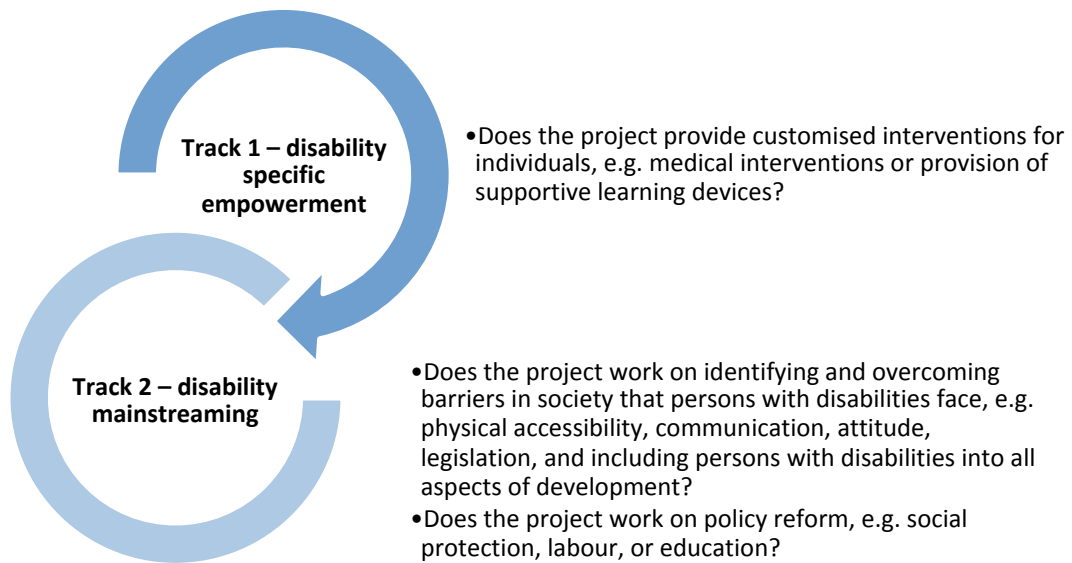 Track 1 – disability
specific
empowerment
•Does the project provide customised interventions for
individuals, e.g. medical interventions or provision of
supportive learning devices?
Track 2 – disability
mainstreaming
•Does the project work on identifying and overcoming
barriers in society that persons with disabilities face, e.g.
physical accessibility, communication, attitude,
legislation, and including persons with disabilities into all
aspects of development?
•Does the project work on policy reform, e.g. social
protection, labour, or education?